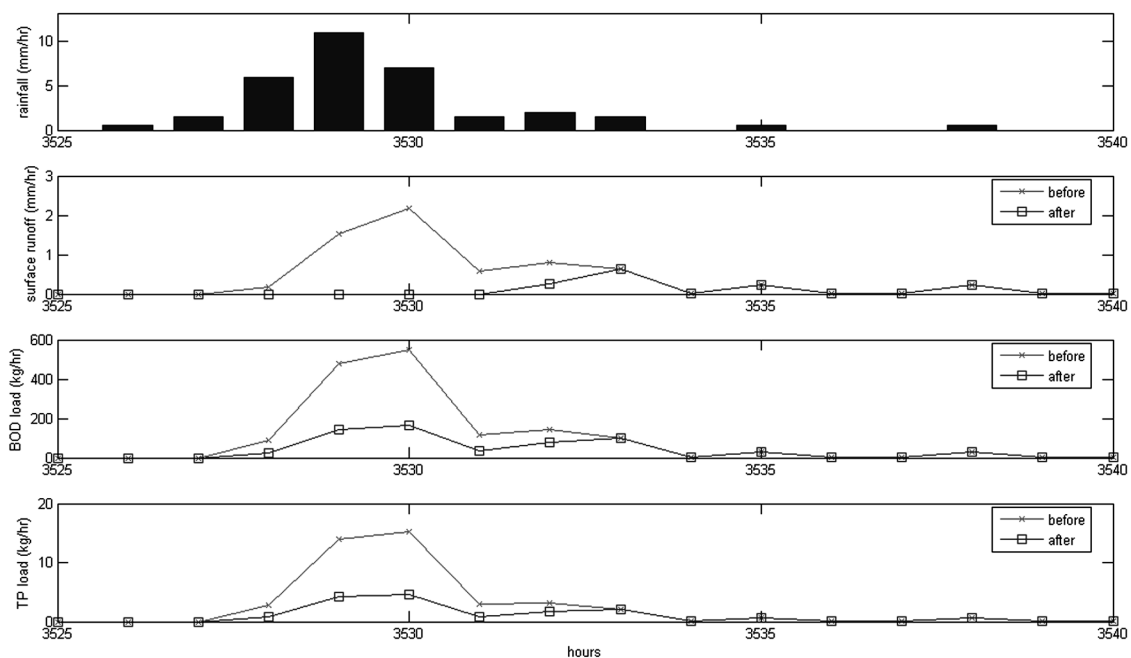 rainfall (mm/hr)
10
5
0
3525 3530 3535 3540
surface runoff (mm/hr)
3
2
1
0
3525 3530 3535 3540
before
after
BOD load (kg/hr)
600
400
200
0
3525 3530 3535 3540
before
after
TP load (kg/hr)
20
10
0
3525 3530 3535 3540
before
after
hours